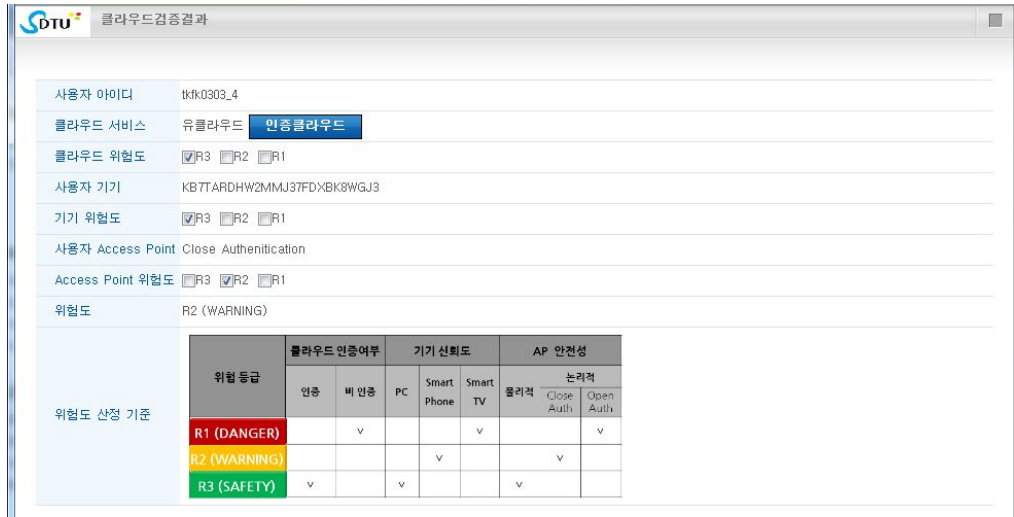 SDTU 클라우드검증결과
사용자 아이디 tkfk0303_4
클라우드 서비스 유클라우드 인증클라우드
클라우드 위험도 R3 R2 R1
사용자 기기 KB7TARDHW2MMJ37FDXBK8WGJ3
기기 위험도 R3 R2 R1
사용자 Access Point Close Authenitication
Access Point 위험도 R3 R2 R1
위험도 R2 (WARNING)
위험도 산정 기준
위험 등급 클라우드 인증여부 기기 신뢰도 AP 안전성
인증 비 인증 PC Smart Phone Smart TV 물리적 논리적
Close Auth Open Auth
R1 (DANGER) v v v
R2 (WARNING) v v
R3 (SAFETY) v v v